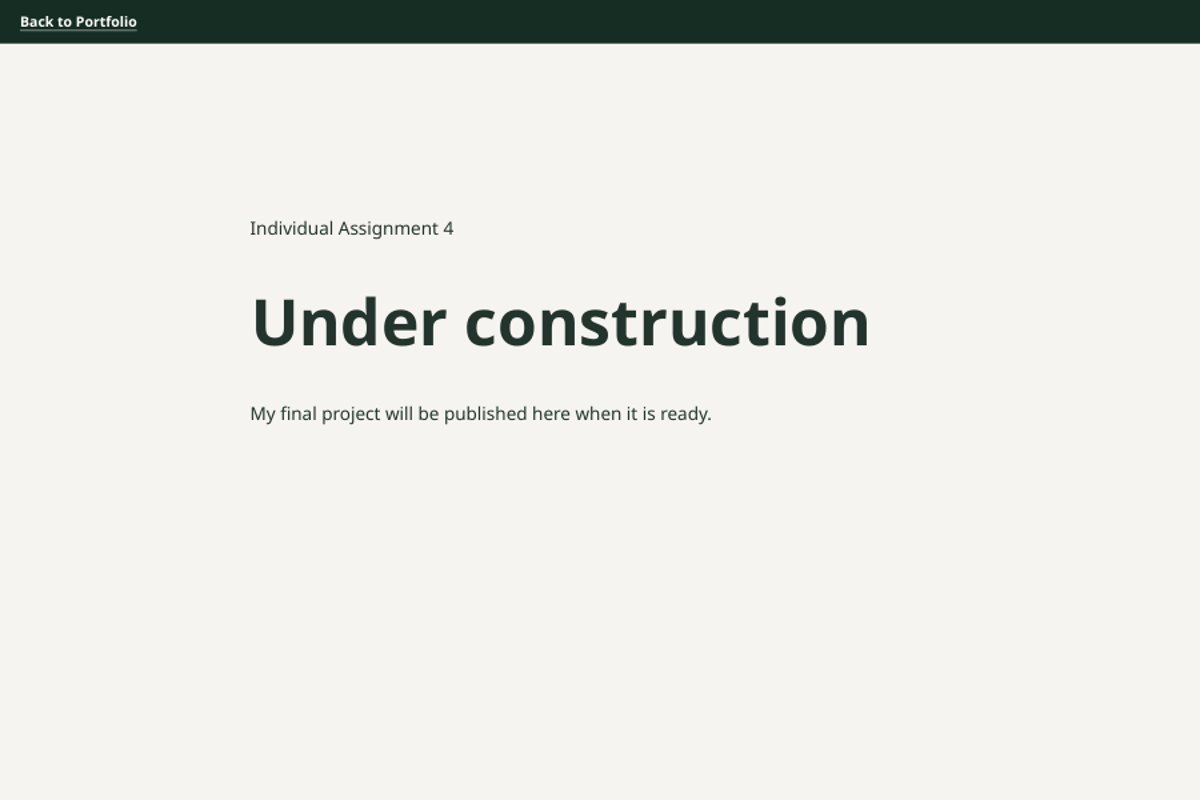 Back to Portfolio
Individual Assignment 4
Under construction
My final project will be published here when it is ready.